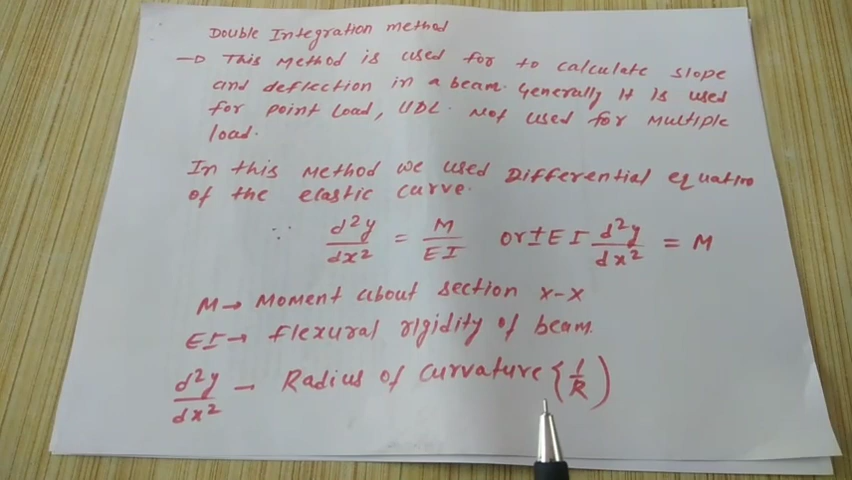 Double Integration method
→ This Method is used for to calculate slope
and deflection in a beam. Generally it is used
for point Load, UDL. Not used for Multiple
load.
In this Method we used Differential equation
of the elastic curve.
∵ d²y/dx² = M/EI or ± EI d²y/dx² = M
M → Moment about section x-x
EI → flexural rigidity of beam.
d²y/dx² → Radius of curvature {1/R)